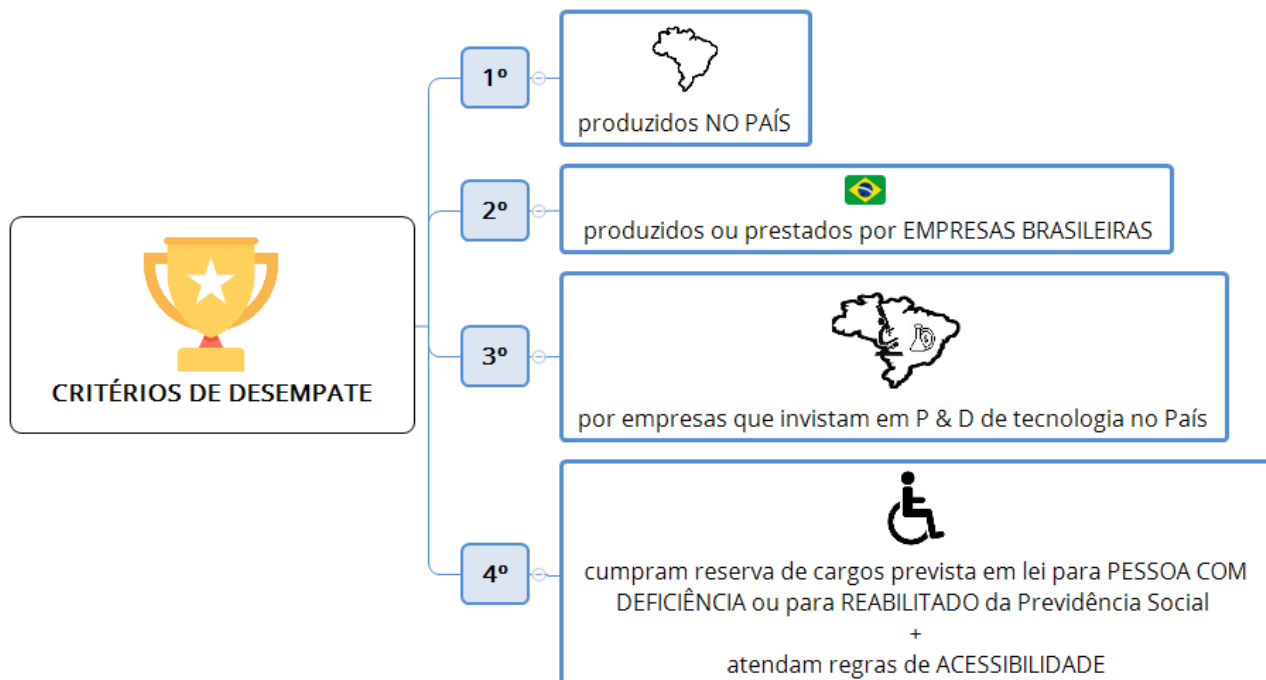 CRITÉRIOS DE DESEMPATE
1º
produzidos NO PAÍS
2º
produzidos ou prestados por EMPRESAS BRASILEIRAS
3º
por empresas que invistam em P & D de tecnologia no País
4º
cumpram reserva de cargos prevista em lei para PESSOA COM
DEFICIÊNCIA ou para REABILITADO da Previdência Social
+
atendam regras de ACESSIBILIDADE